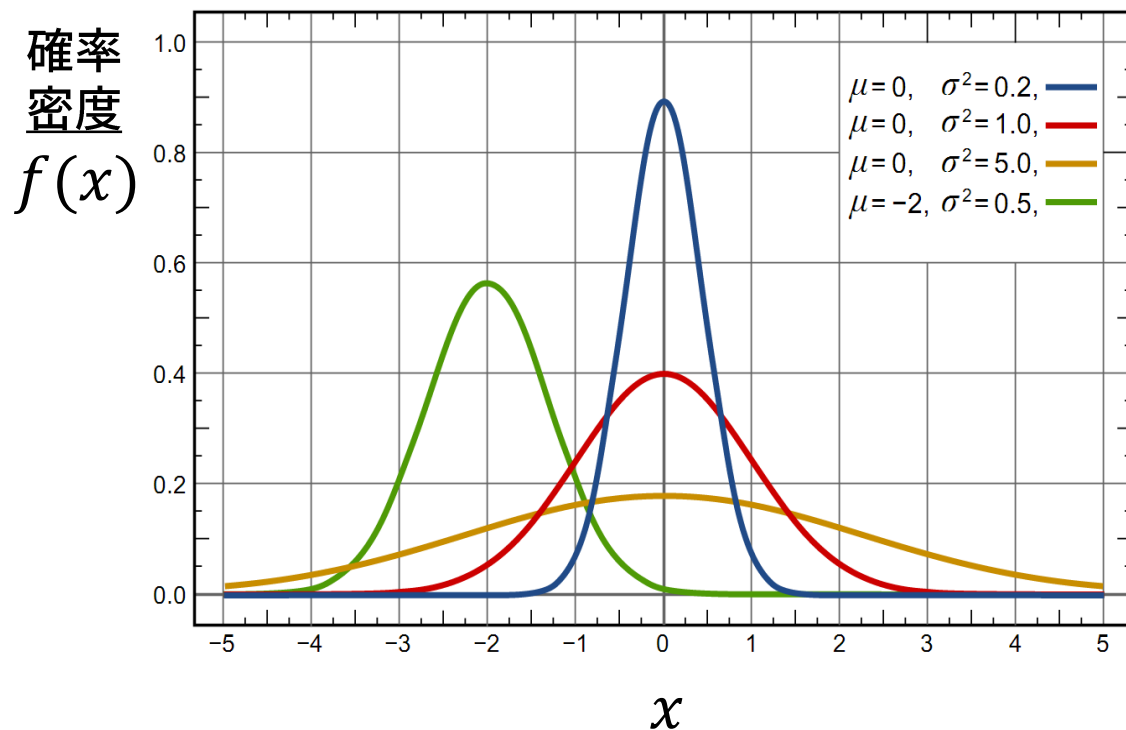 確率
密度
f(x)
1.0
0.8
0.6
0.4
0.2
0.0
μ=0, σ²=0.2,
μ=0, σ²=1.0,
μ=0, σ²=5.0,
μ=−2, σ²=0.5,
−5 −4 −3 −2 −1 0 1 2 3 4 5
x